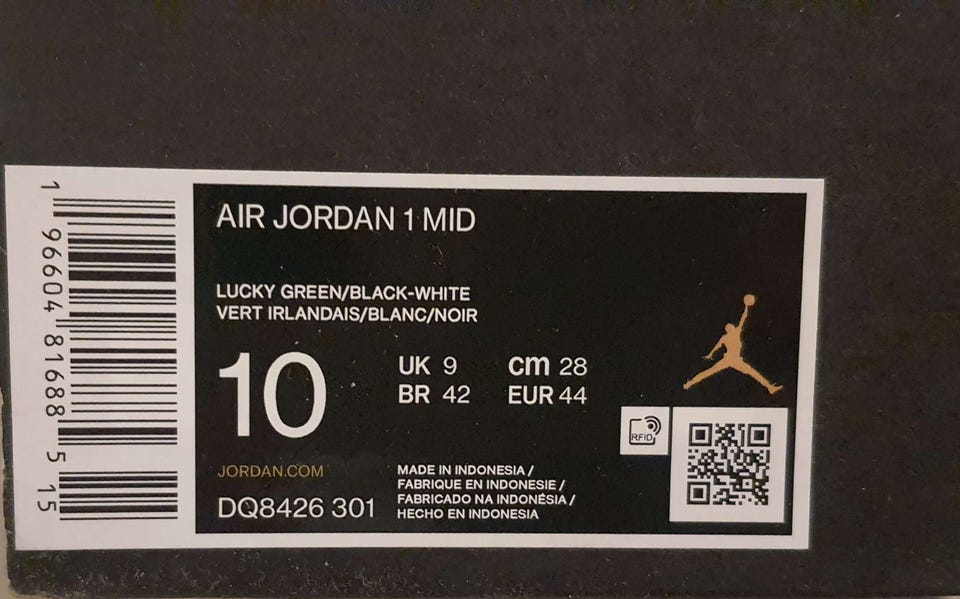 1 96604 81688 5 15
AIR JORDAN 1 MID
LUCKY GREEN/BLACK-WHITE
VERT IRLANDAIS/BLANC/NOIR
10
UK 9 cm 28
BR 42 EUR 44
RFID
JORDAN.COM
DQ8426 301
MADE IN INDONESIA /
FABRIQUE EN INDONESIE /
FABRICADO NA INDONÉSIA /
HECHO EN INDONESIA